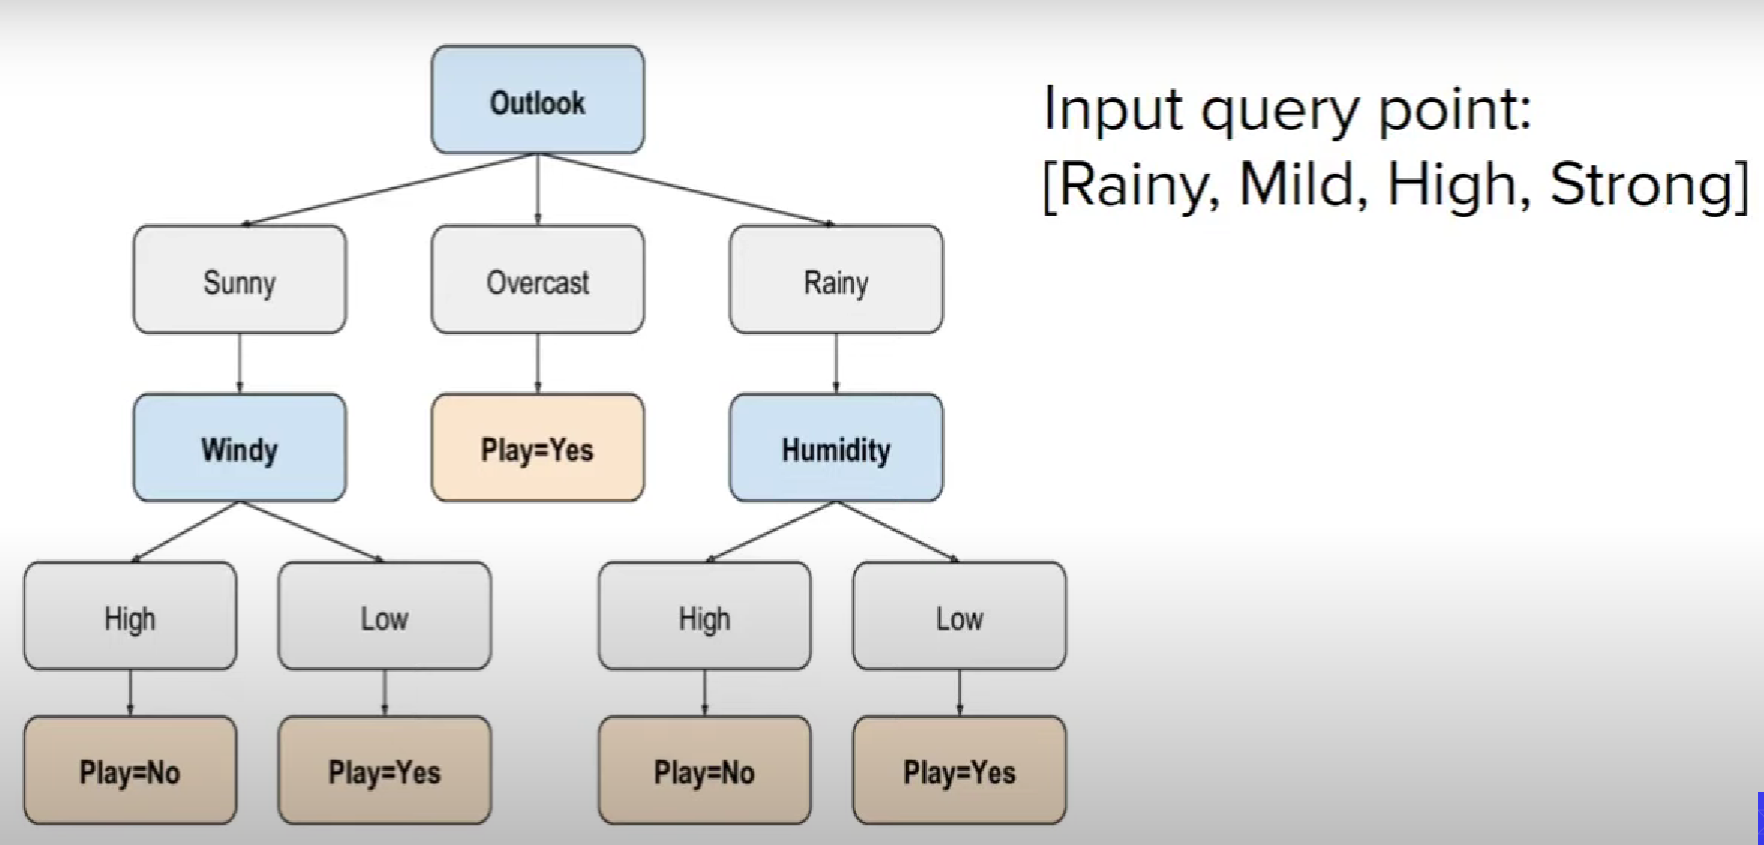 Outlook
Input query point:
[Rainy, Mild, High, Strong]
Sunny
Overcast
Rainy
Windy
Play=Yes
Humidity
High
Low
High
Low
Play=No
Play=Yes
Play=No
Play=Yes